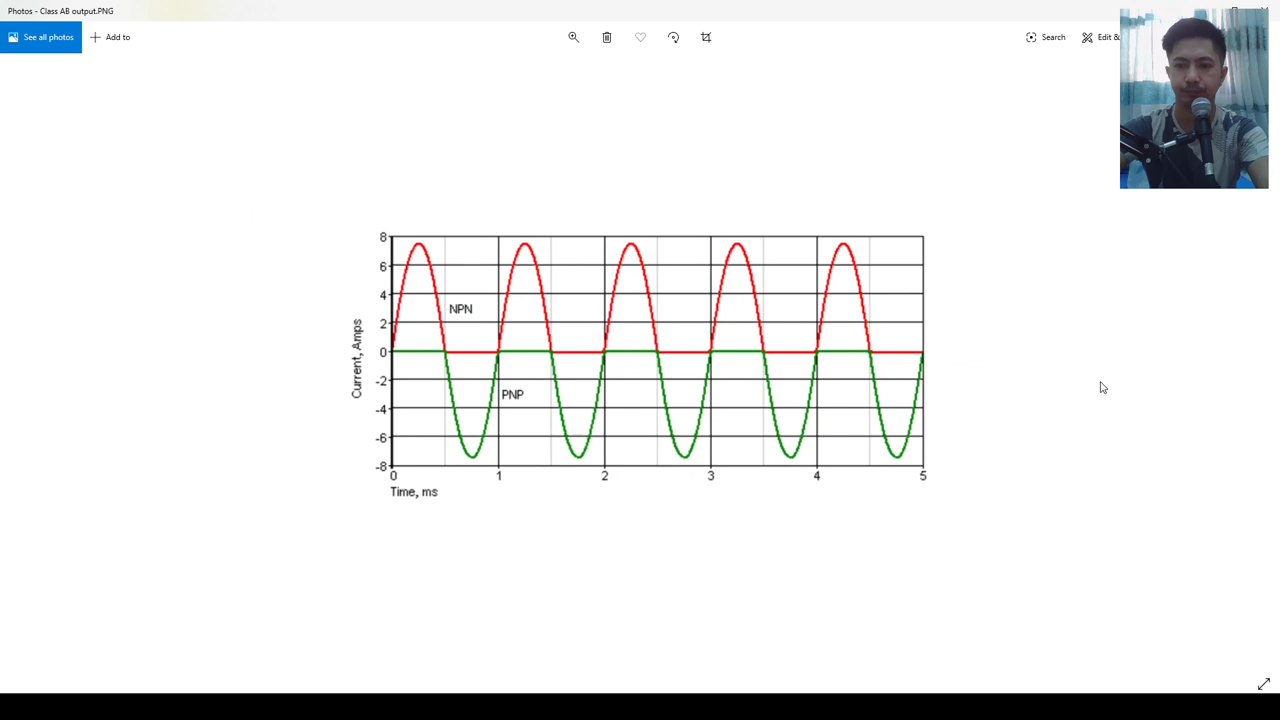 Photos - Class AB output.PNG
See all photos
Add to
Search
Edit &
8
6
4
2
0
-2
-4
-6
-8
Current, Amps
NPN
PNP
0 1 2 3 4 5
Time, ms